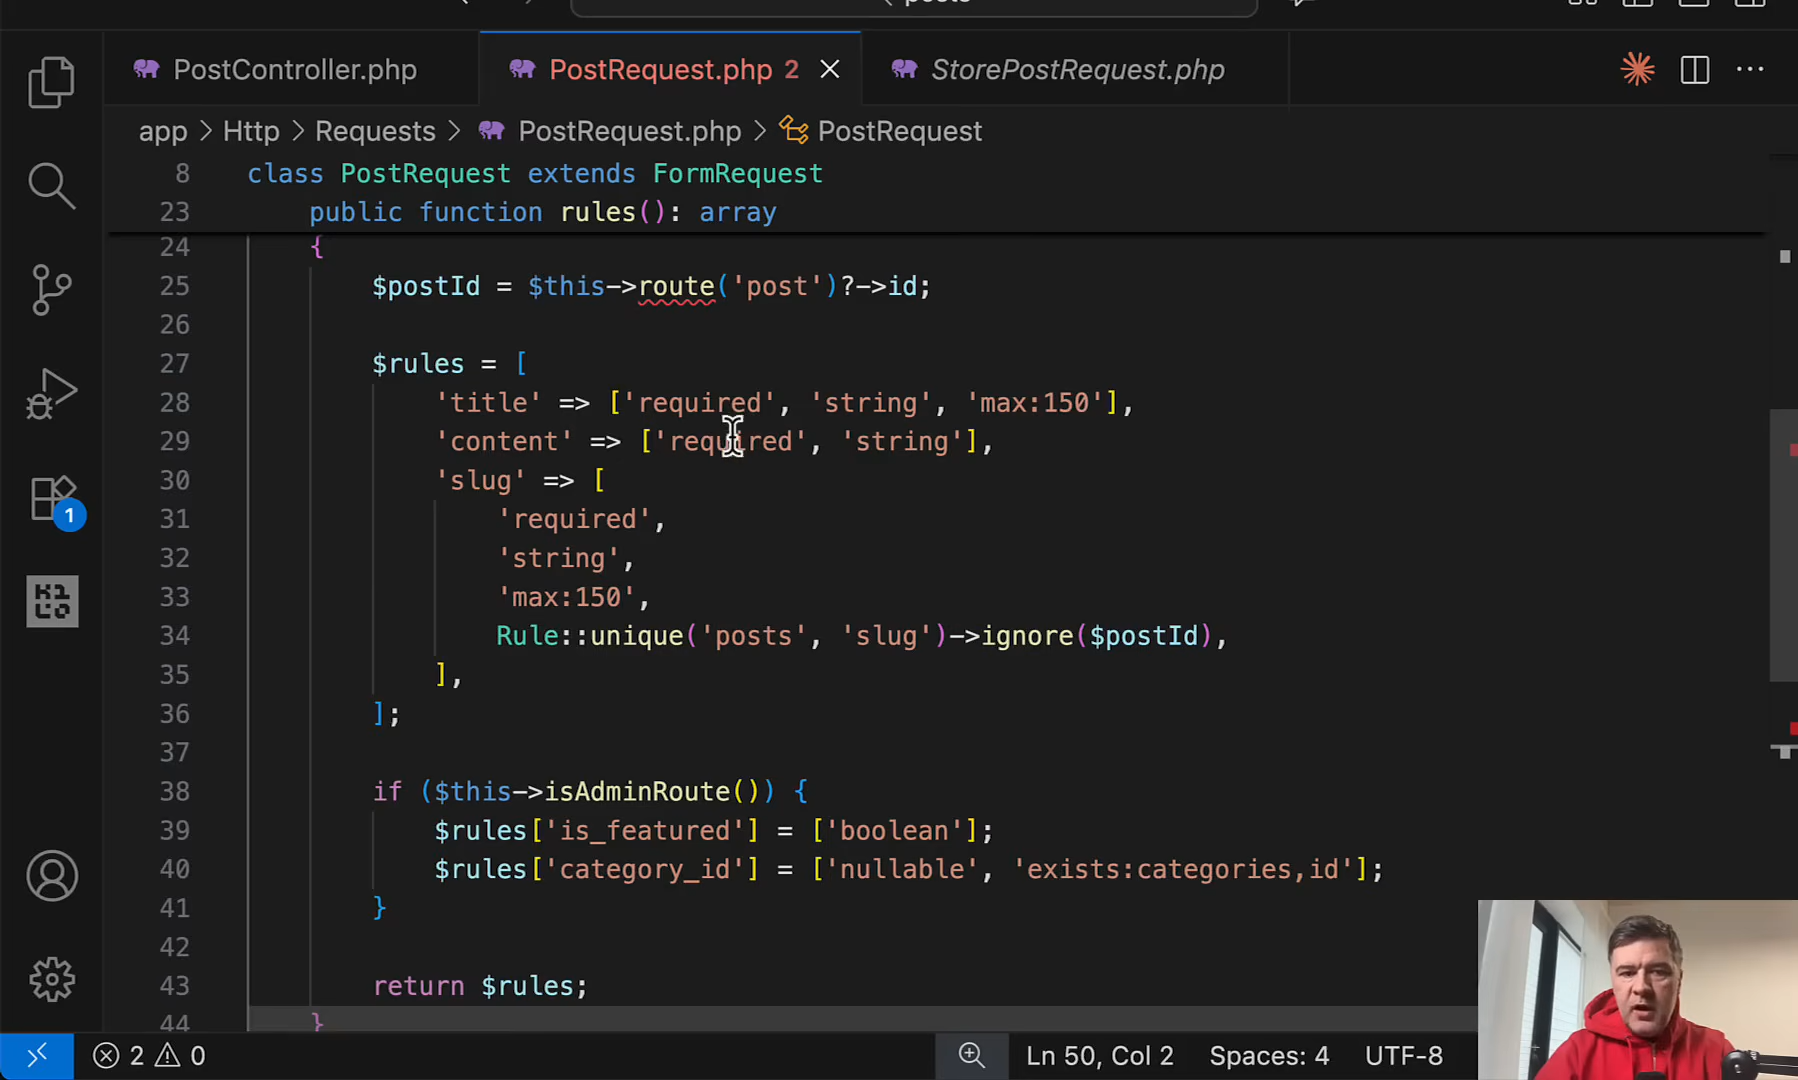 PostController.php
PostRequest.php 2
StorePostRequest.php
app > Http > Requests > PostRequest.php > PostRequest
8 class PostRequest extends FormRequest
23 public function rules(): array
24 {
25 $postId = $this->route('post')?->id;
26
27 $rules = [
28 'title' => ['required', 'string', 'max:150'],
29 'content' => ['required', 'string'],
30 'slug' => [
31 'required',
32 'string',
33 'max:150',
34 Rule::unique('posts', 'slug')->ignore($postId),
35 ],
36 ];
37
38 if ($this->isAdminRoute()) {
39 $rules['is_featured'] = ['boolean'];
40 $rules['category_id'] = ['nullable', 'exists:categories,id'];
41 }
42
43 return $rules;
44 }
1
2 0
Ln 50, Col 2
Spaces: 4
UTF-8